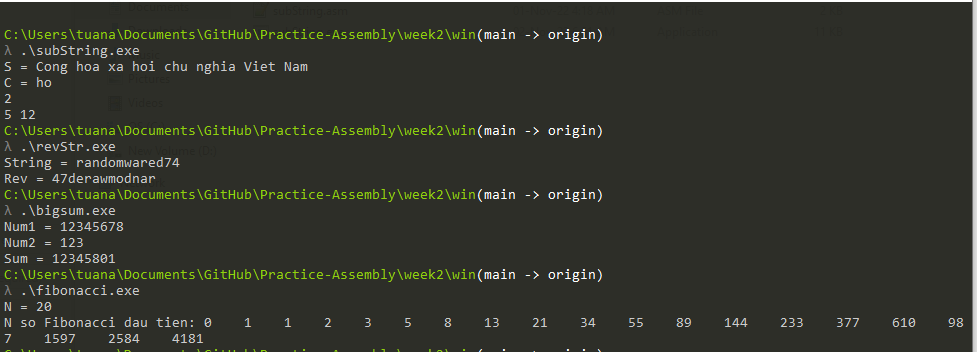 C:\Users\tuana\Documents\GitHub\Practice-Assembly\week2\win(main -> origin)
λ .\subString.exe
S = Cong hoa xa hoi chu nghia Viet Nam
C = ho
2
5 12
C:\Users\tuana\Documents\GitHub\Practice-Assembly\week2\win(main -> origin)
λ .\revStr.exe
String = randomwared74
Rev = 47derawmodnar
C:\Users\tuana\Documents\GitHub\Practice-Assembly\week2\win(main -> origin)
λ .\bigsum.exe
Num1 = 12345678
Num2 = 123
Sum = 12345801
C:\Users\tuana\Documents\GitHub\Practice-Assembly\week2\win(main -> origin)
λ .\fibonacci.exe
N = 20
N so Fibonacci dau tien: 0 1 1 2 3 5 8 13 21 34 55 89 144 233 377 610 98
7 1597 2584 4181